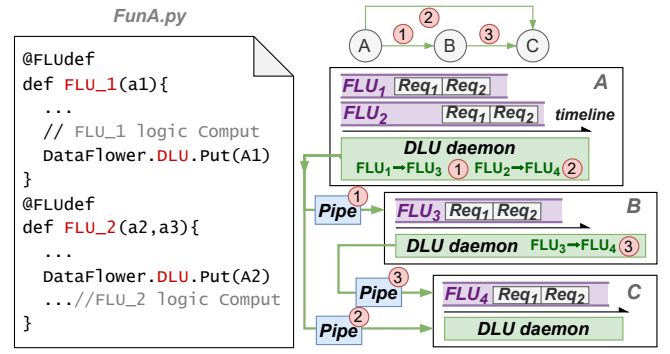 FunA.py
@FLUdef
def FLU_1(a1){
...
// FLU_1 logic Comput
DataFlower.DLU.Put(A1)
}
@FLUdef
def FLU_2(a2,a3){
...
DataFlower.DLU.Put(A2)
...//FLU_2 logic Comput
}
2
A 1 B 3 C
A
FLU₁ Req₁ Req₂
FLU₂ Req₁ Req₂ timeline
DLU daemon
FLU₁→FLU₃ 1 FLU₂→FLU₄ 2
Pipe 1
B
FLU₃ Req₁ Req₂
DLU daemon FLU₃→FLU₄ 3
Pipe 3
C
FLU₄ Req₁ Req₂
Pipe 2
DLU daemon